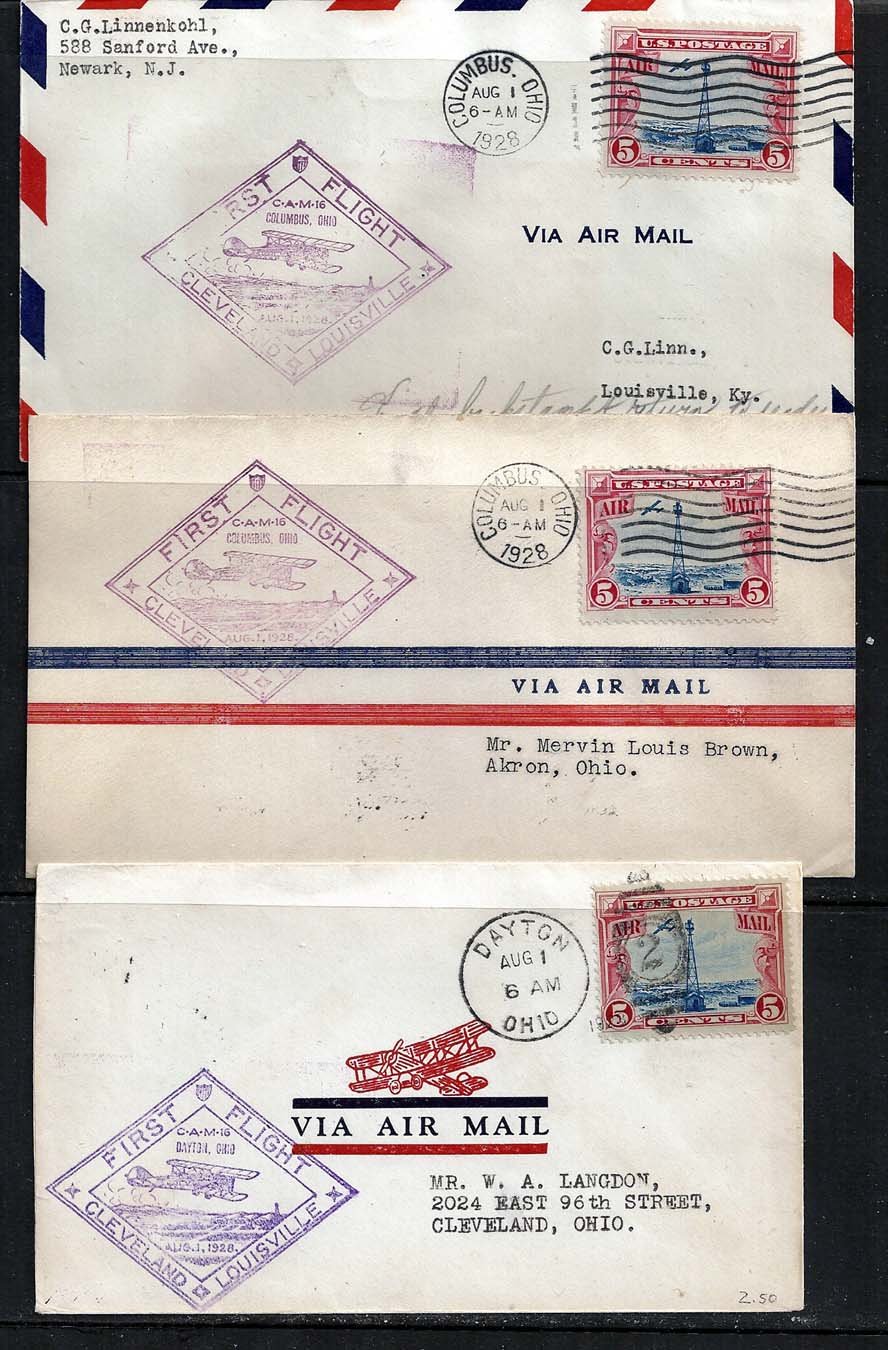 C.G.Linnenkohl,
588 Sanford Ave.,
Newark, N.J.
COLUMBUS, OHIO
AUG 1
6-AM
1928
U.S. POSTAGE
AIR MAIL
5 CENTS 5
FIRST FLIGHT
C·A·M·16
COLUMBUS, OHIO
AUG. 1, 1928.
CLEVELAND LOUISVILLE
VIA AIR MAIL
C.G.Linn.,
Louisville, Ky.
COLUMBUS, OHIO
AUG 1
6-AM
1928
U.S. POSTAGE
AIR MAIL
5 CENTS 5
FIRST FLIGHT
C·A·M·16
COLUMBUS, OHIO
AUG. 1, 1928.
CLEVELAND LOUISVILLE
VIA AIR MAIL
Mr. Mervin Louis Brown,
Akron, Ohio.
DAYTON
AUG 1
6 AM
OHIO
U.S. POSTAGE
AIR MAIL
2
5 CENTS 5
FIRST FLIGHT
C·A·M·16
DAYTON, OHIO
AUG. 1, 1928.
CLEVELAND LOUISVILLE
VIA AIR MAIL
MR. W. A. LANGDON,
2024 EAST 96th STREET,
CLEVELAND, OHIO.
2.50